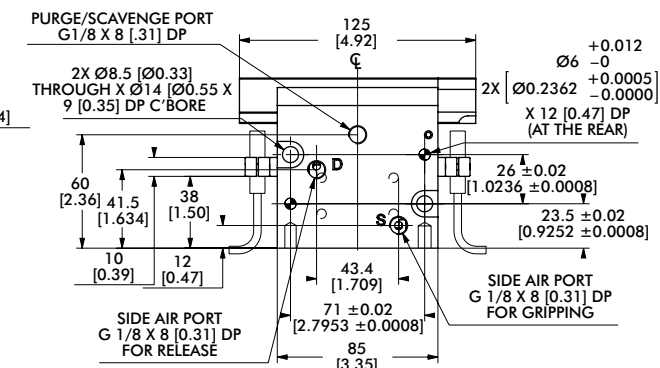 PURGE/SCAVENGE PORT
G1/8 X 8 [.31] DP
125
[4.92]
℄
2X Ø8.5 [Ø0.33]
THROUGH X Ø14 [Ø0.55 X
9 [0.35] DP C'BORE
4]
+0.012
Ø6 -0
2X [Ø0.2362 +0.0005
-0.0000]
X 12 [0.47] DP
(AT THE REAR)
D
60
[2.36]
41.5
1.634]
38
[1.50]
26 ±0.02
[1.0236 ±0.0008]
S
23.5 ±0.02
[0.9252 ±0.0008]
10
[0.39]
12
[0.47]
43.4
[1.709]
71 ±0.02
[2.7953 ±0.0008]
SIDE AIR PORT
G 1/8 X 8 [0.31] DP
FOR GRIPPING
SIDE AIR PORT
G 1/8 X 8 [0.31] DP
FOR RELEASE
85
[3.35]